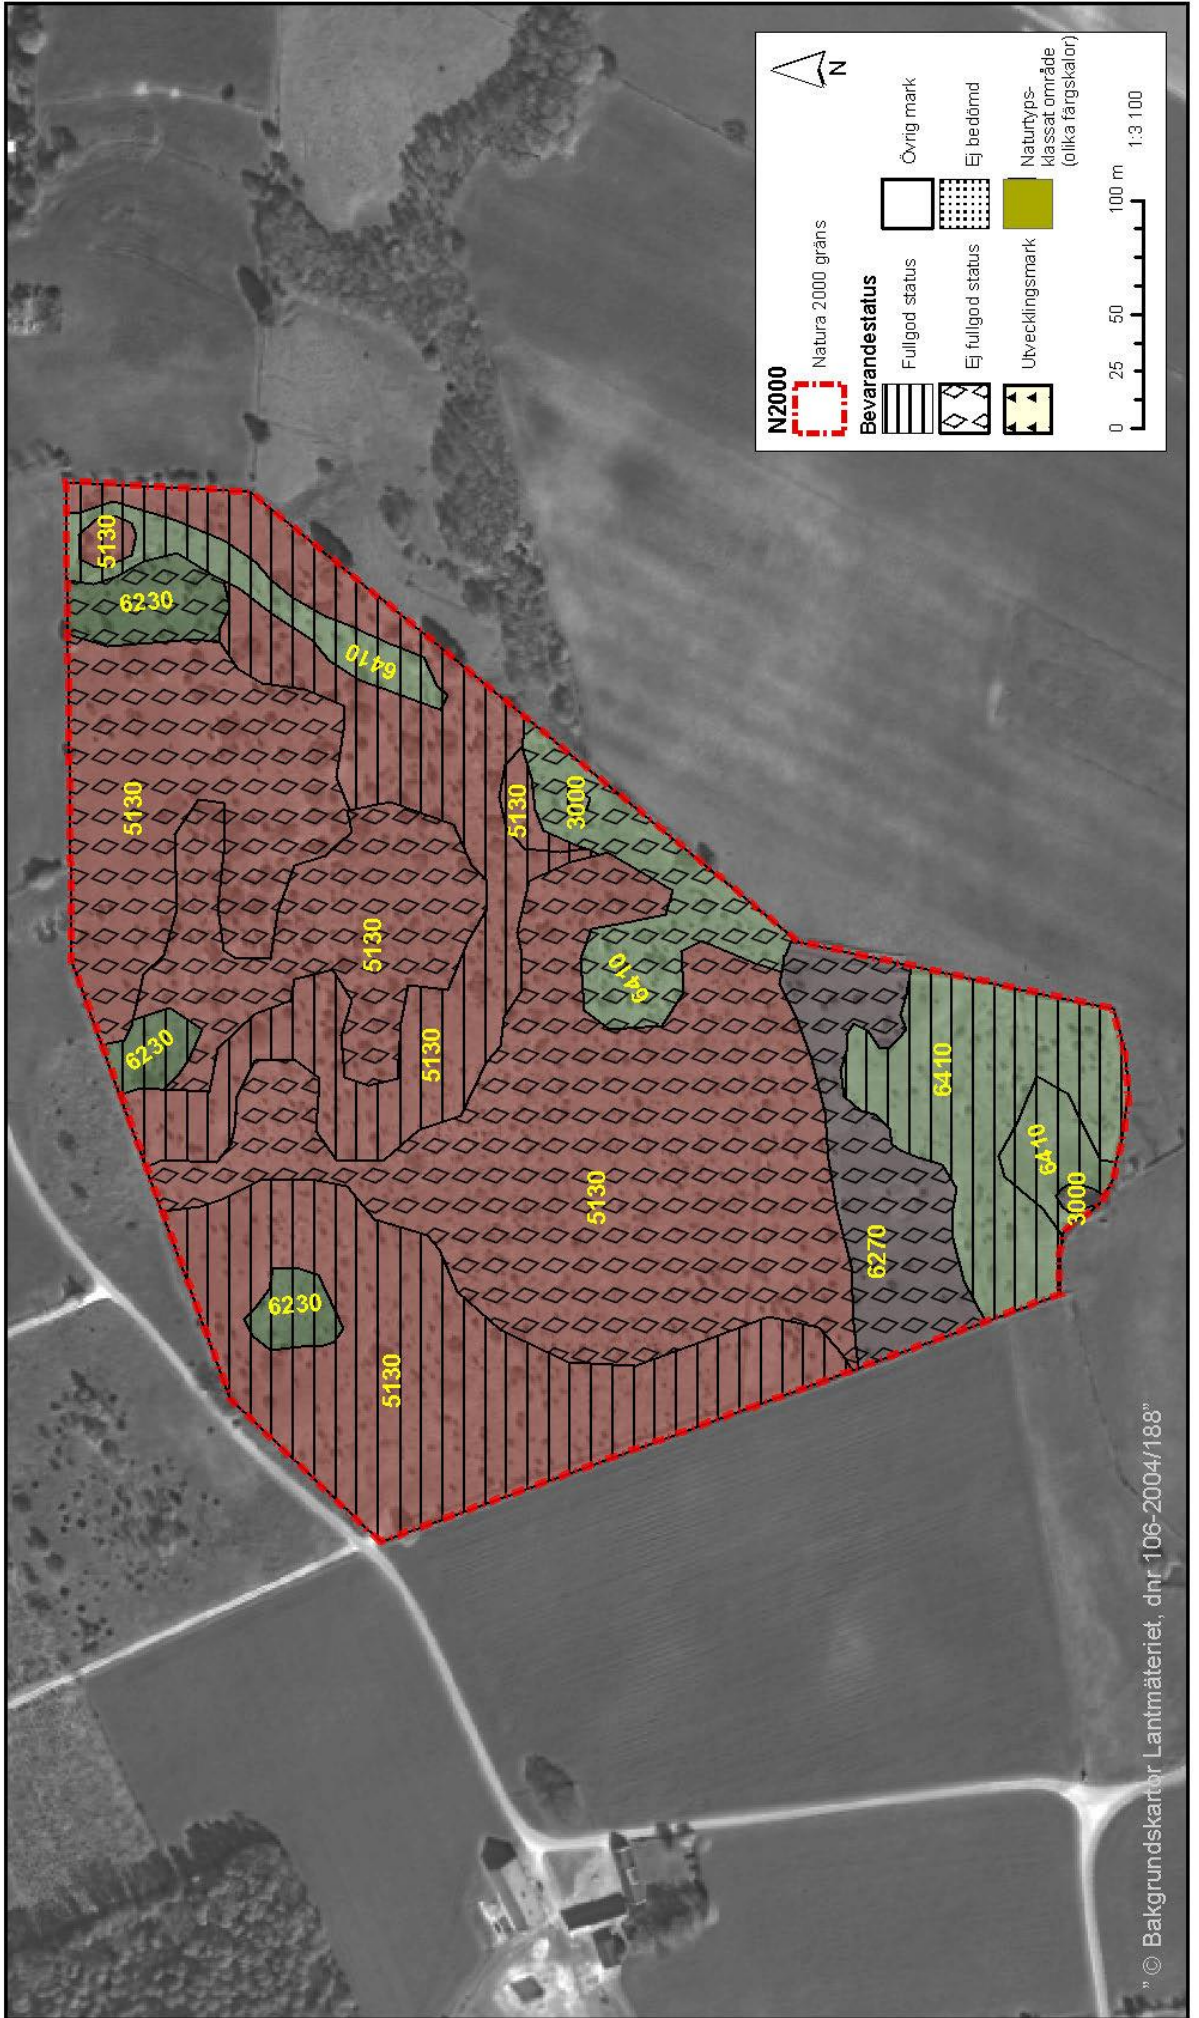 5130
6230
6410
5130
5130
3000
5130
6230
5130
6410
5130
6410
5130
6410
6270
3000
6230
5130
N
N2000
Natura 2000 gräns
Bevarandestatus
Fullgod status
Övrig mark
Ej fullgod status
Ej bedömd
Utvecklingsmark
Naturtyps-
klassat område
(olika färgskalor)
0 25 50 100 m
1:3 100
" © Bakgrundskartor Lantmäteriet, dnr 106-2004/188"